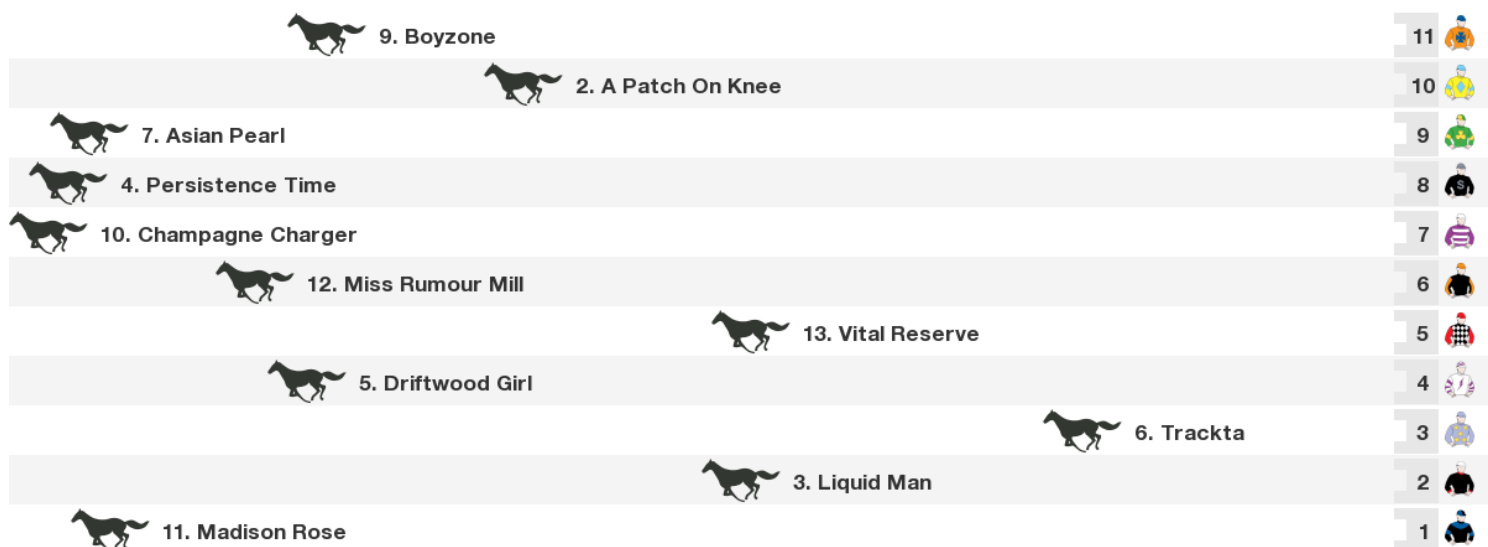 9. Boyzone 11
2. A Patch On Knee 10
7. Asian Pearl 9
4. Persistence Time 8
S
10. Champagne Charger 7
12. Miss Rumour Mill 6
13. Vital Reserve 5
5. Driftwood Girl 4
6. Trackta 3
3. Liquid Man 2
11. Madison Rose 1